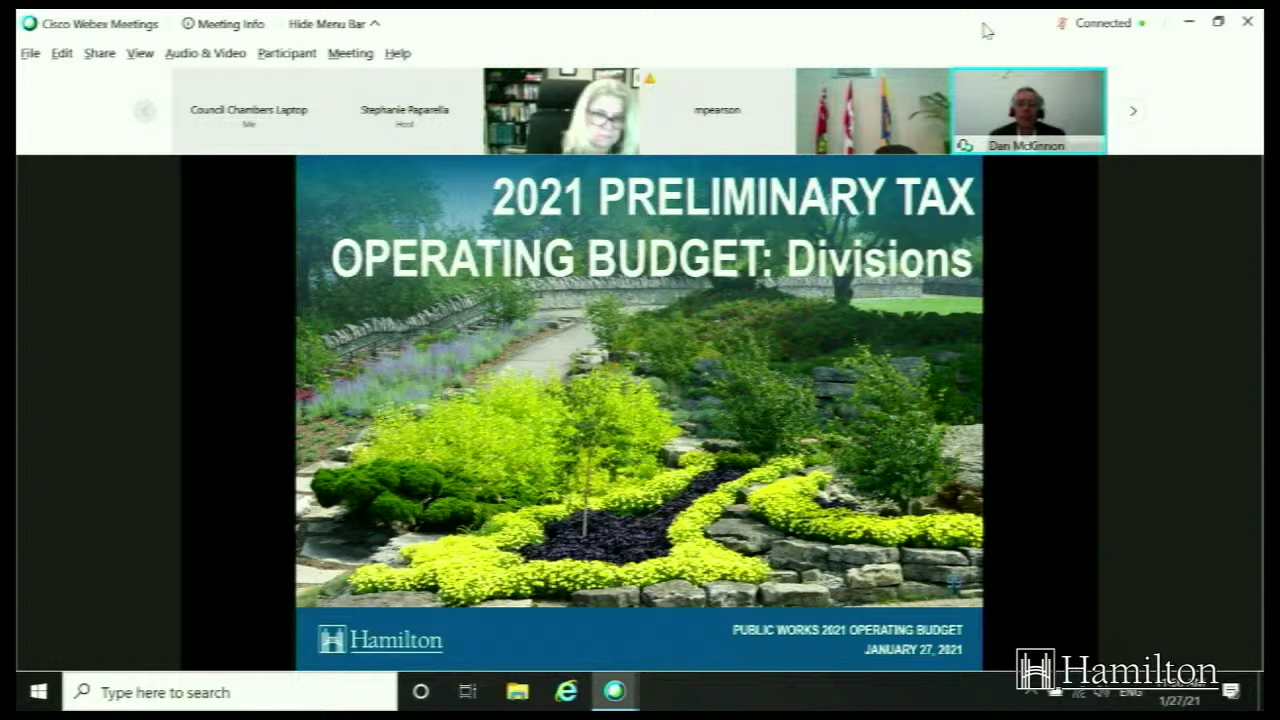 Cisco Webex Meetings
Meeting Info
Hide Menu Bar
Connected
File Edit Share View Audio & Video Participant Meeting Help
Council Chambers Laptop
Me
Stephanie Paparella
Host
mpearson
Dan McKinnon
2021 PRELIMINARY TAX
OPERATING BUDGET: Divisions
Hamilton
PUBLIC WORKS 2021 OPERATING BUDGET
JANUARY 27, 2021
Hamilton
Type here to search
ENG
1/27/21